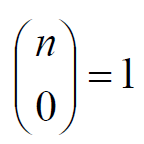 (n 0) = 1